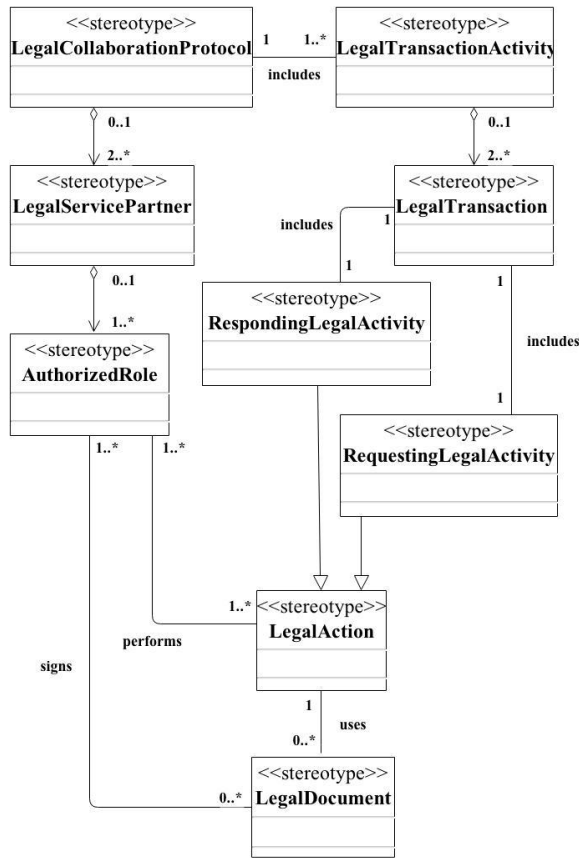 <<stereotype>>
LegalCollaborationProtocol
1
1..*
includes
<<stereotype>>
LegalTransactionActivity
0..1
2..*
0..1
2..*
<<stereotype>>
LegalServicePartner
<<stereotype>>
LegalTransaction
includes
1
1
1
0..1
1..*
<<stereotype>>
RespondingLegalActivity
includes
<<stereotype>>
AuthorizedRole
1
<<stereotype>>
RequestingLegalActivity
1..*
1..*
<<stereotype>>
LegalAction
1..*
performs
signs
1
uses
0..*
<<stereotype>>
LegalDocument
0..*